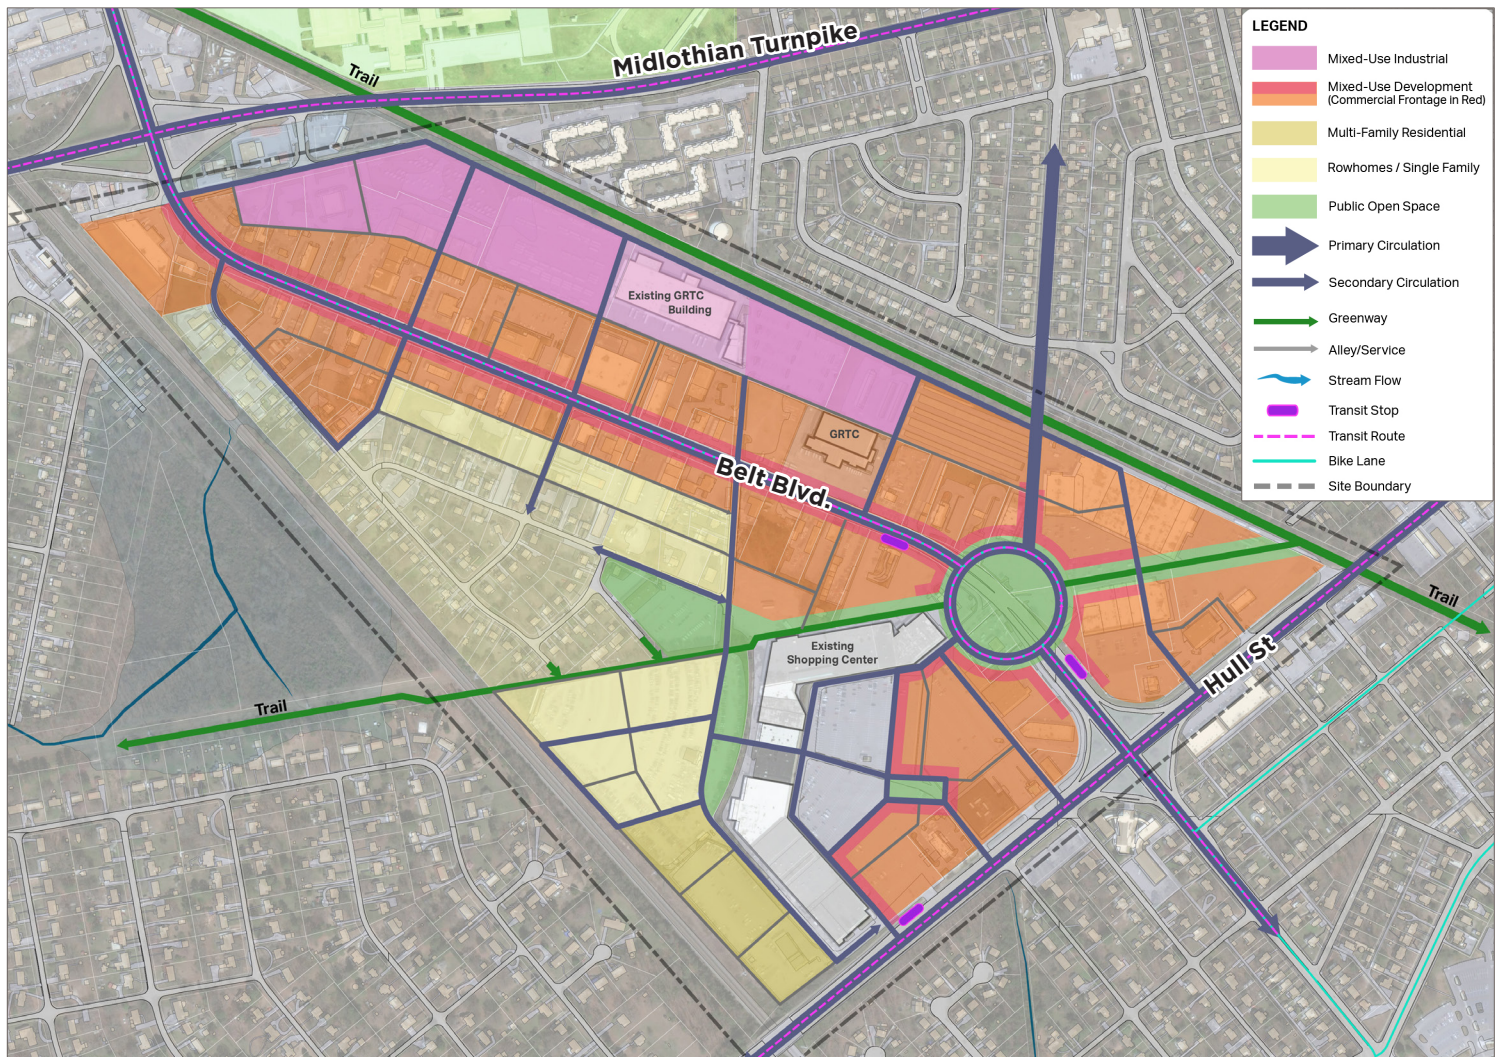 Midlothian Turnpike
Trail
Existing GRTC
Building
GRTC
Belt Blvd.
Existing
Shopping Center
Trail
Hull St
Trail
LEGEND
Mixed-Use Industrial
Mixed-Use Development
(Commercial Frontage in Red)
Multi-Family Residential
Rowhomes / Single Family
Public Open Space
Primary Circulation
Secondary Circulation
Greenway
Alley/Service
Stream Flow
Transit Stop
Transit Route
Bike Lane
Site Boundary